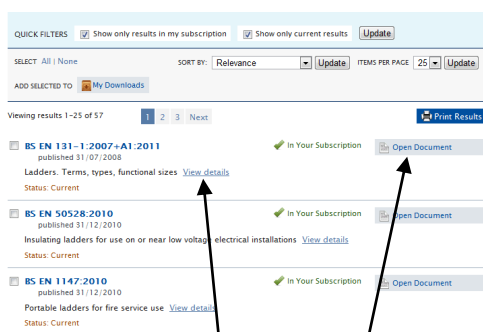 QUICK FILTERS Show only results in my subscription Show only current results Update
SELECT All | None SORT BY: Relevance Update ITEMS PER PAGE 25 Update
ADD SELECTED TO My Downloads
Viewing results 1-25 of 57 1 2 3 Next Print Results
BS EN 131-1:2007+A1:2011 In Your Subscription Open Document
published 31/07/2008
Ladders. Terms, types, functional sizes View details
Status: Current
BS EN 50528:2010 In Your Subscription Open Document
published 31/12/2010
Insulating ladders for use on or near low voltage electrical installations View details
Status: Current
BS EN 1147:2010 In Your Subscription Open Document
published 31/12/2010
Portable ladders for fire service use View details
Status: Current